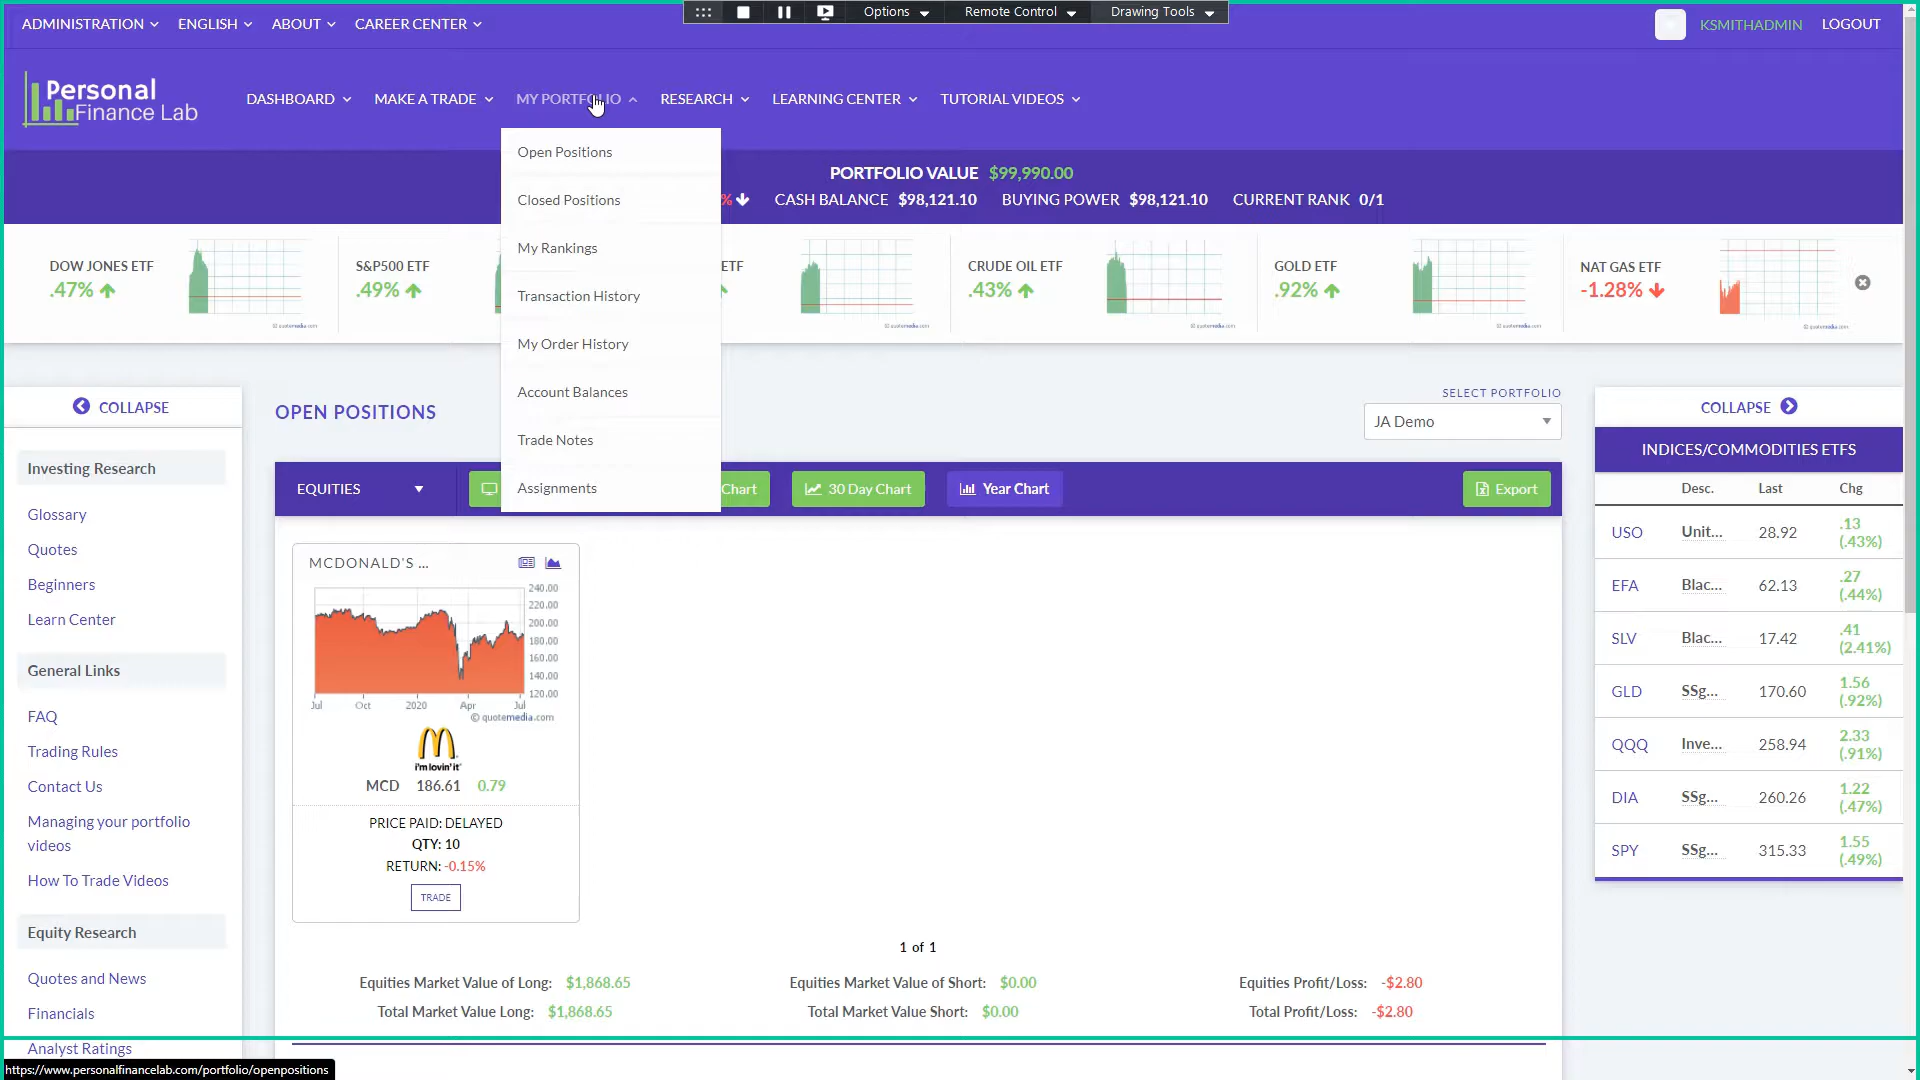 ADMINISTRATION ENGLISH ABOUT CAREER CENTER
Options Remote Control Drawing Tools
KSMITHADMIN LOGOUT
Personal
Finance Lab
DASHBOARD MAKE A TRADE MY PORTFOLIO RESEARCH LEARNING CENTER TUTORIAL VIDEOS
Open Positions
Closed Positions
My Rankings
Transaction History
My Order History
Account Balances
Trade Notes
Assignments
PORTFOLIO VALUE $99,990.00
% CASH BALANCE $98,121.10 BUYING POWER $98,121.10 CURRENT RANK 0/1
DOW JONES ETF
.47%
© quotemedia.com
S&P500 ETF
.49%
ETF
© quotemedia.com
CRUDE OIL ETF
.43%
© quotemedia.com
GOLD ETF
.92%
© quotemedia.com
NAT GAS ETF
-1.28%
© quotemedia.com
COLLAPSE
Investing Research
Glossary
Quotes
Beginners
Learn Center
General Links
FAQ
Trading Rules
Contact Us
Managing your portfolio
videos
How To Trade Videos
Equity Research
Quotes and News
Financials
Analyst Ratings
OPEN POSITIONS
SELECT PORTFOLIO
JA Demo
EQUITIES Chart 30 Day Chart Year Chart Export
MCDONALD'S ...
240.00
220.00
200.00
180.00
160.00
140.00
120.00
Jul Oct 2020 Apr Jul
© quotemedia.com
i'm lovin' it
MCD 186.61 0.79
PRICE PAID: DELAYED
QTY: 10
RETURN: -0.15%
TRADE
1 of 1
Equities Market Value of Long: $1,868.65 Equities Market Value of Short: $0.00 Equities Profit/Loss: -$2.80
Total Market Value Long: $1,868.65 Total Market Value Short: $0.00 Total Profit/Loss: -$2.80
COLLAPSE
INDICES/COMMODITIES ETFS
Desc. Last Chg
USO Unit... 28.92 .13 (.43%)
EFA Blac... 62.13 .27 (.44%)
SLV Blac... 17.42 .41 (2.41%)
GLD SSg... 170.60 1.56 (.92%)
QQQ Inve... 258.94 2.33 (.91%)
DIA SSg... 260.26 1.22 (.47%)
SPY SSg... 315.33 1.55 (.49%)
https://www.personalfinancelab.com/portfolio/openpositions